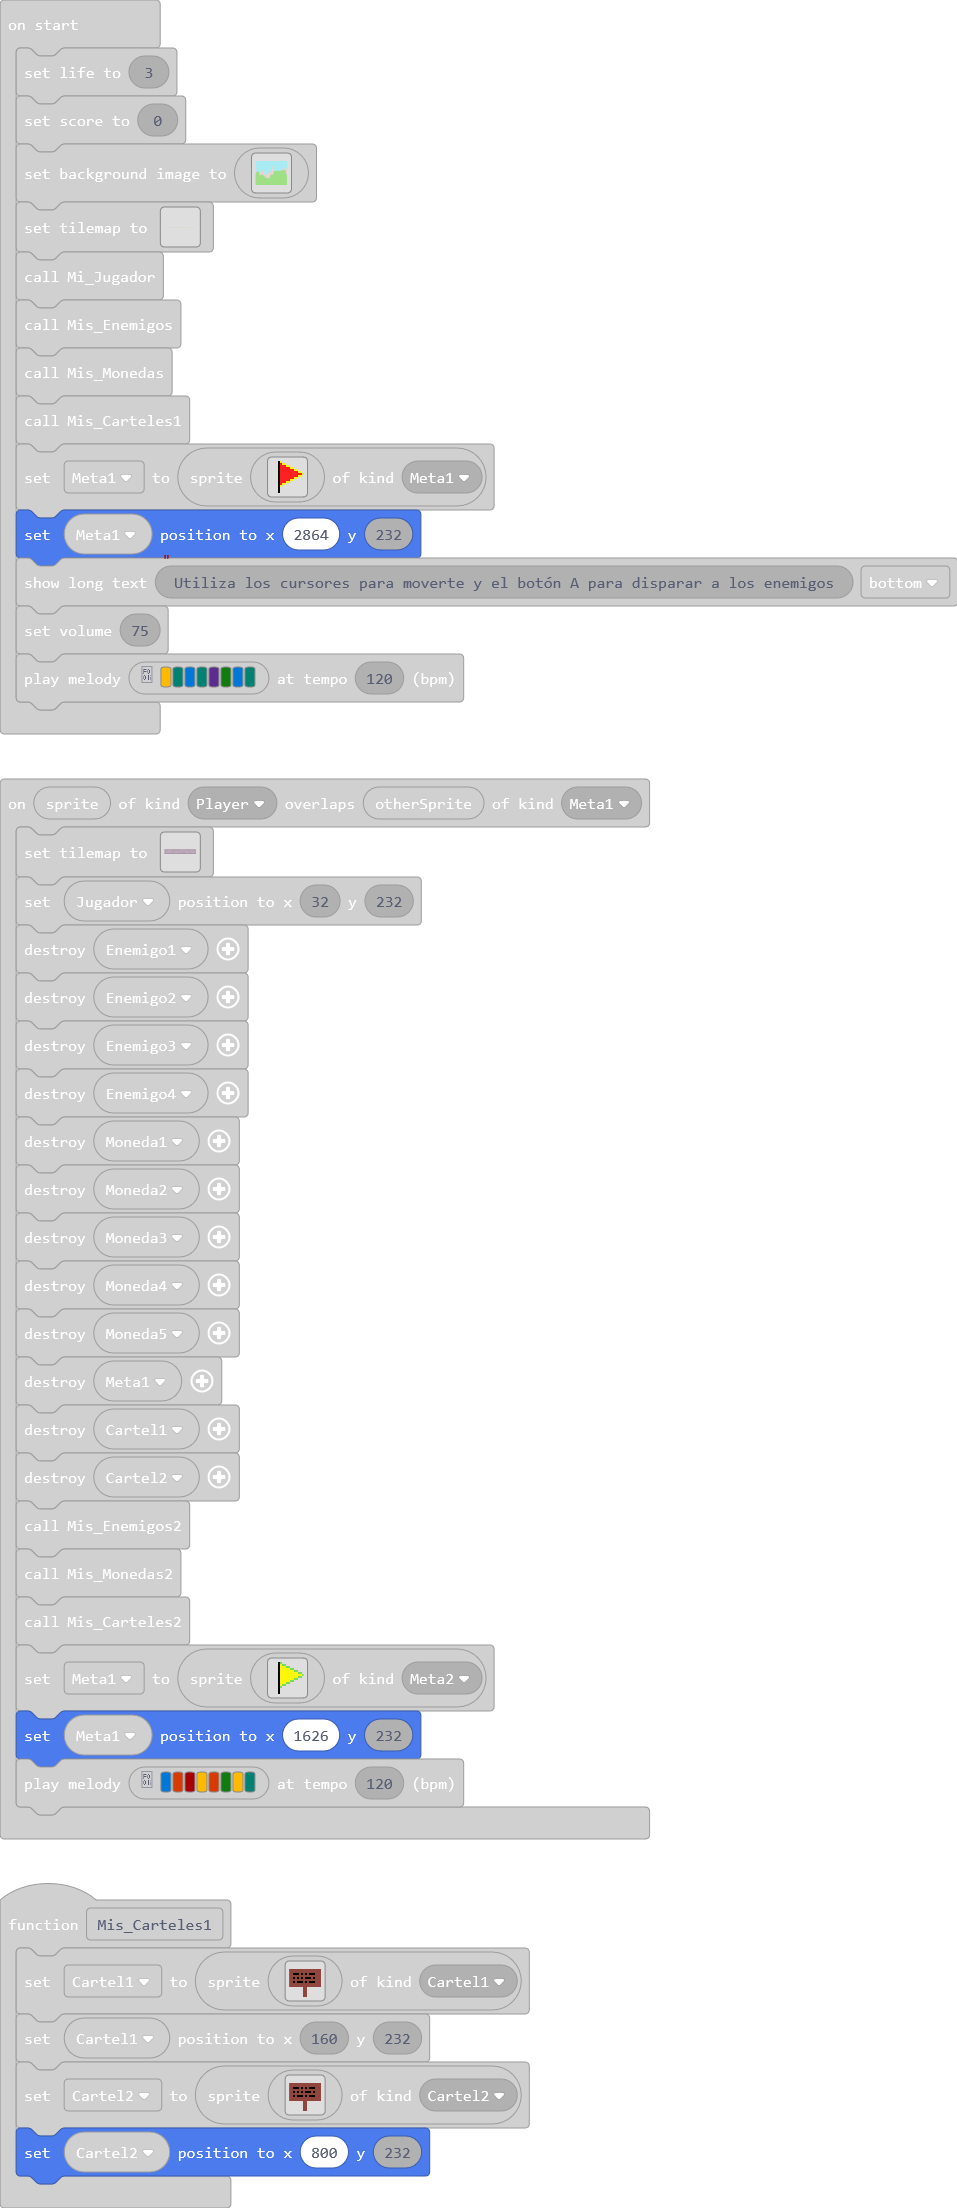 on start
set life to 3
set score to 0
set background image to
set tilemap to
call Mi_Jugador
call Mis_Enemigos
call Mis_Monedas
call Mis_Carteles1
set Meta1 to sprite of kind Meta1
set Meta1 position to x 2864 y 232
show long text "Utiliza los cursores para moverte y el botón A para disparar a los enemigos bottom
set volume 75
play melody at tempo 120 (bpm)
on sprite of kind Player overlaps otherSprite of kind Meta1
set tilemap to
set Jugador position to x 32 y 232
destroy Enemigo1
destroy Enemigo2
destroy Enemigo3
destroy Enemigo4
destroy Moneda1
destroy Moneda2
destroy Moneda3
destroy Moneda4
destroy Moneda5
destroy Meta1
destroy Cartel1
destroy Cartel2
call Mis_Enemigos2
call Mis_Monedas2
call Mis_Carteles2
set Meta1 to sprite of kind Meta2
set Meta1 position to x 1626 y 232
play melody at tempo 120 (bpm)
function Mis_Carteles1
set Cartel1 to sprite of kind Cartel1
set Cartel1 position to x 160 y 232
set Cartel2 to sprite of kind Cartel2
set Cartel2 position to x 800 y 232